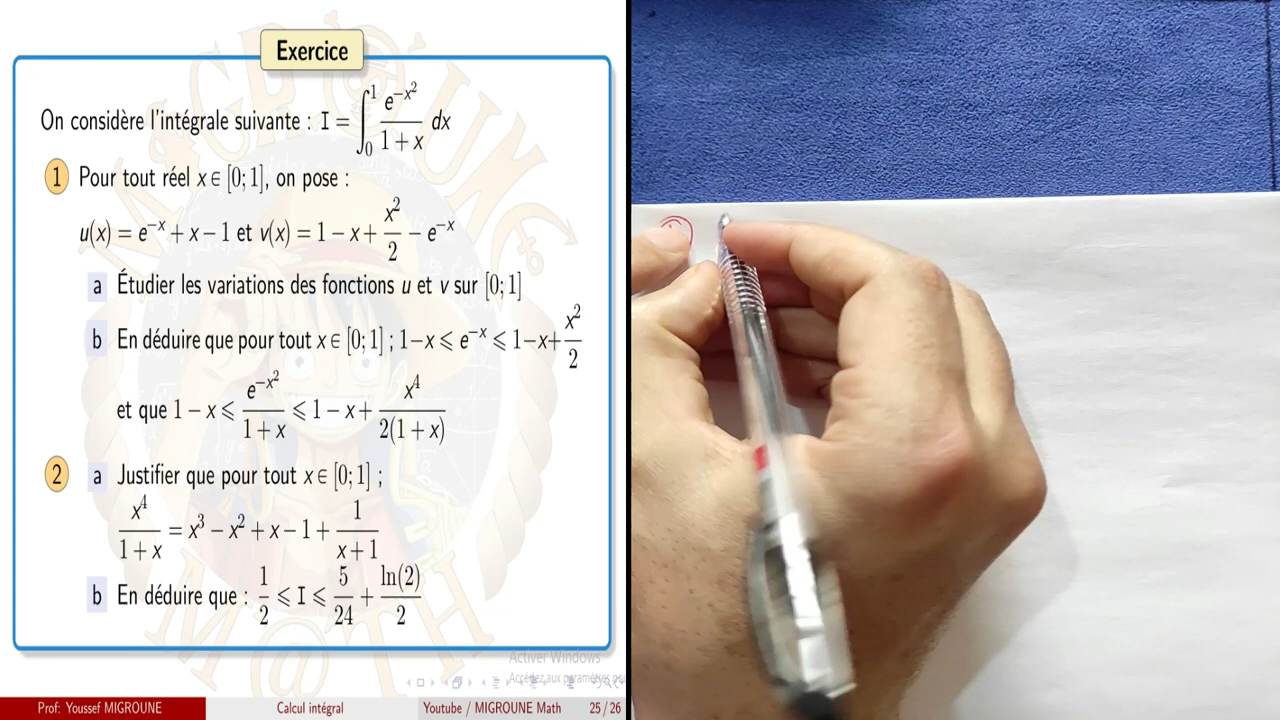 Exercice
On considère l'intégrale suivante : I = ∫₀¹ e^{-x²}/(1+x) dx
1 Pour tout réel x ∈ [0;1], on pose :
u(x) = e^{-x} + x − 1 et v(x) = 1 − x + x²/2 − e^{-x}
a Étudier les variations des fonctions u et v sur [0;1]
b En déduire que pour tout x ∈ [0;1] ; 1−x ⩽ e^{-x} ⩽ 1−x+x²/2
et que 1 − x ⩽ e^{-x²}/(1+x) ⩽ 1 − x + x⁴/(2(1+x))
2 a Justifier que pour tout x ∈ [0;1] ;
x⁴/(1+x) = x³ − x² + x − 1 + 1/(x+1)
b En déduire que : 1/2 ⩽ I ⩽ 5/24 + ln(2)/2
Activer Windows
Prof: Youssef MIGROUNE Calcul intégral Youtube / MIGROUNE Math 25/26